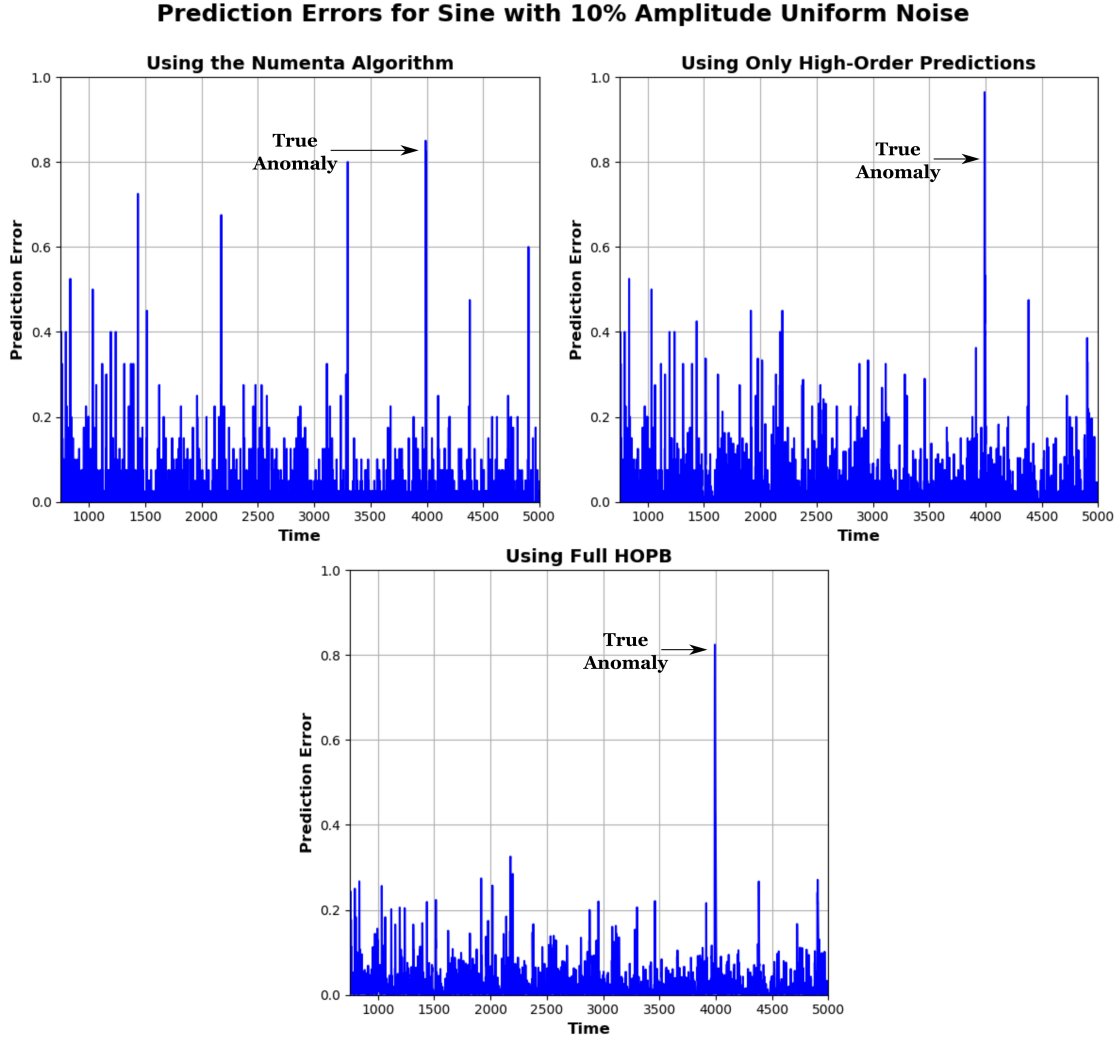 Prediction Errors for Sine with 10% Amplitude Uniform Noise
Using the Numenta Algorithm
1.0
0.8
0.6
0.4
0.2
0.0
Prediction Error
True
Anomaly
1000 1500 2000 2500 3000 3500 4000 4500 5000
Time
Using Only High-Order Predictions
1.0
0.8
0.6
0.4
0.2
0.0
Prediction Error
True
Anomaly
1000 1500 2000 2500 3000 3500 4000 4500 5000
Time
Using Full HOPB
1.0
0.8
0.6
0.4
0.2
0.0
Prediction Error
True
Anomaly
1000 1500 2000 2500 3000 3500 4000 4500 5000
Time